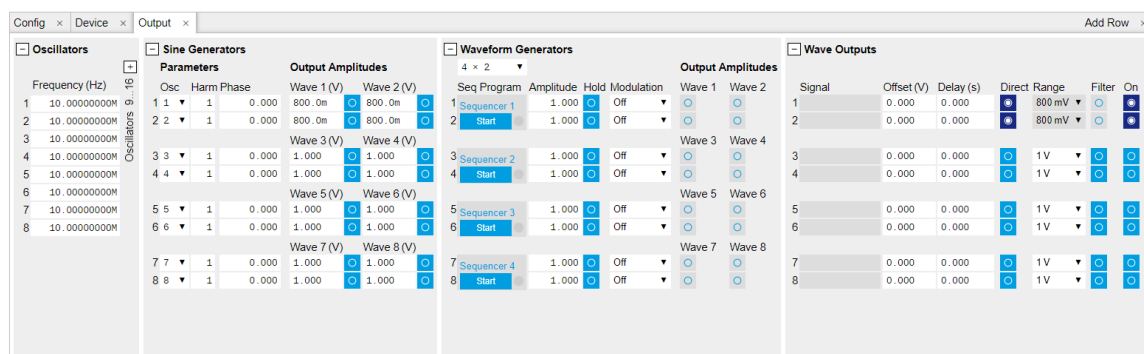 Config × Device × Output × Add Row ×
Oscillators
Sine Generators
Waveform Generators
Wave Outputs
Parameters Output Amplitudes
4 × 2 Output Amplitudes
Frequency (Hz)
Oscillators 9...16
Osc Harm Phase Wave 1 (V) Wave 2 (V)
Seq Program Amplitude Hold Modulation Wave 1 Wave 2
Signal Offset (V) Delay (s) Direct Range Filter On
1 10.00000000M
2 10.00000000M
3 10.00000000M
4 10.00000000M
5 10.00000000M
6 10.00000000M
7 10.00000000M
8 10.00000000M
1 1 1 0.000 800.0m 800.0m
2 2 1 0.000 800.0m 800.0m
Wave 3 (V) Wave 4 (V)
3 3 1 0.000 1.000 1.000
4 4 1 0.000 1.000 1.000
Wave 5 (V) Wave 6 (V)
5 5 1 0.000 1.000 1.000
6 6 1 0.000 1.000 1.000
Wave 7 (V) Wave 8 (V)
7 7 1 0.000 1.000 1.000
8 8 1 0.000 1.000 1.000
1 Sequencer 1 1.000 Off
2 Start 1.000 Off
Wave 3 Wave 4
3 Sequencer 2 1.000 Off
4 Start 1.000 Off
Wave 5 Wave 6
5 Sequencer 3 1.000 Off
6 Start 1.000 Off
Wave 7 Wave 8
7 Sequencer 4 1.000 Off
8 Start 1.000 Off
1 0.000 0.000 800 mV
2 0.000 0.000 800 mV
3 0.000 0.000 1 V
4 0.000 0.000 1 V
5 0.000 0.000 1 V
6 0.000 0.000 1 V
7 0.000 0.000 1 V
8 0.000 0.000 1 V